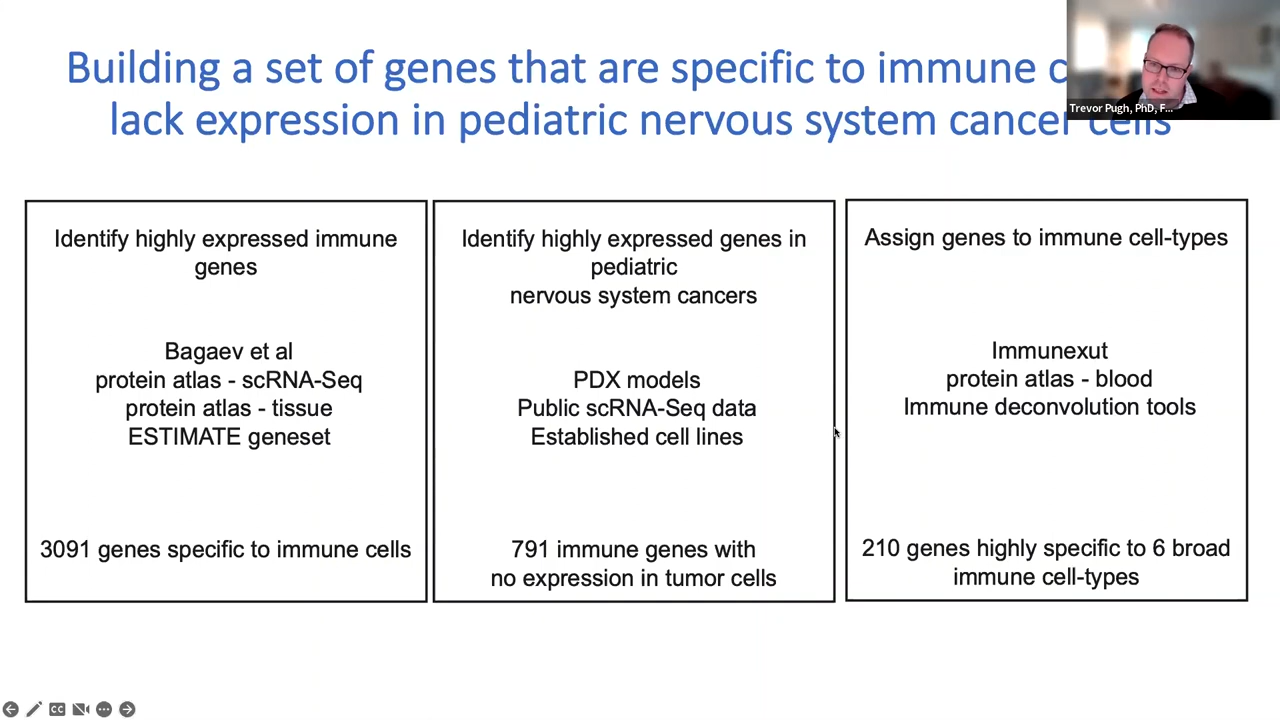 Building a set of genes that are specific to immune c
lack expression in pediatric nervous system cancer cells
Trevor Pugh, PhD, F...
Identify highly expressed immune
genes
Bagaev et al
protein atlas - scRNA-Seq
protein atlas - tissue
ESTIMATE geneset
3091 genes specific to immune cells
Identify highly expressed genes in
pediatric
nervous system cancers
PDX models
Public scRNA-Seq data
Established cell lines
791 immune genes with
no expression in tumor cells
Assign genes to immune cell-types
Immunexut
protein atlas - blood
Immune deconvolution tools
210 genes highly specific to 6 broad
immune cell-types
CC